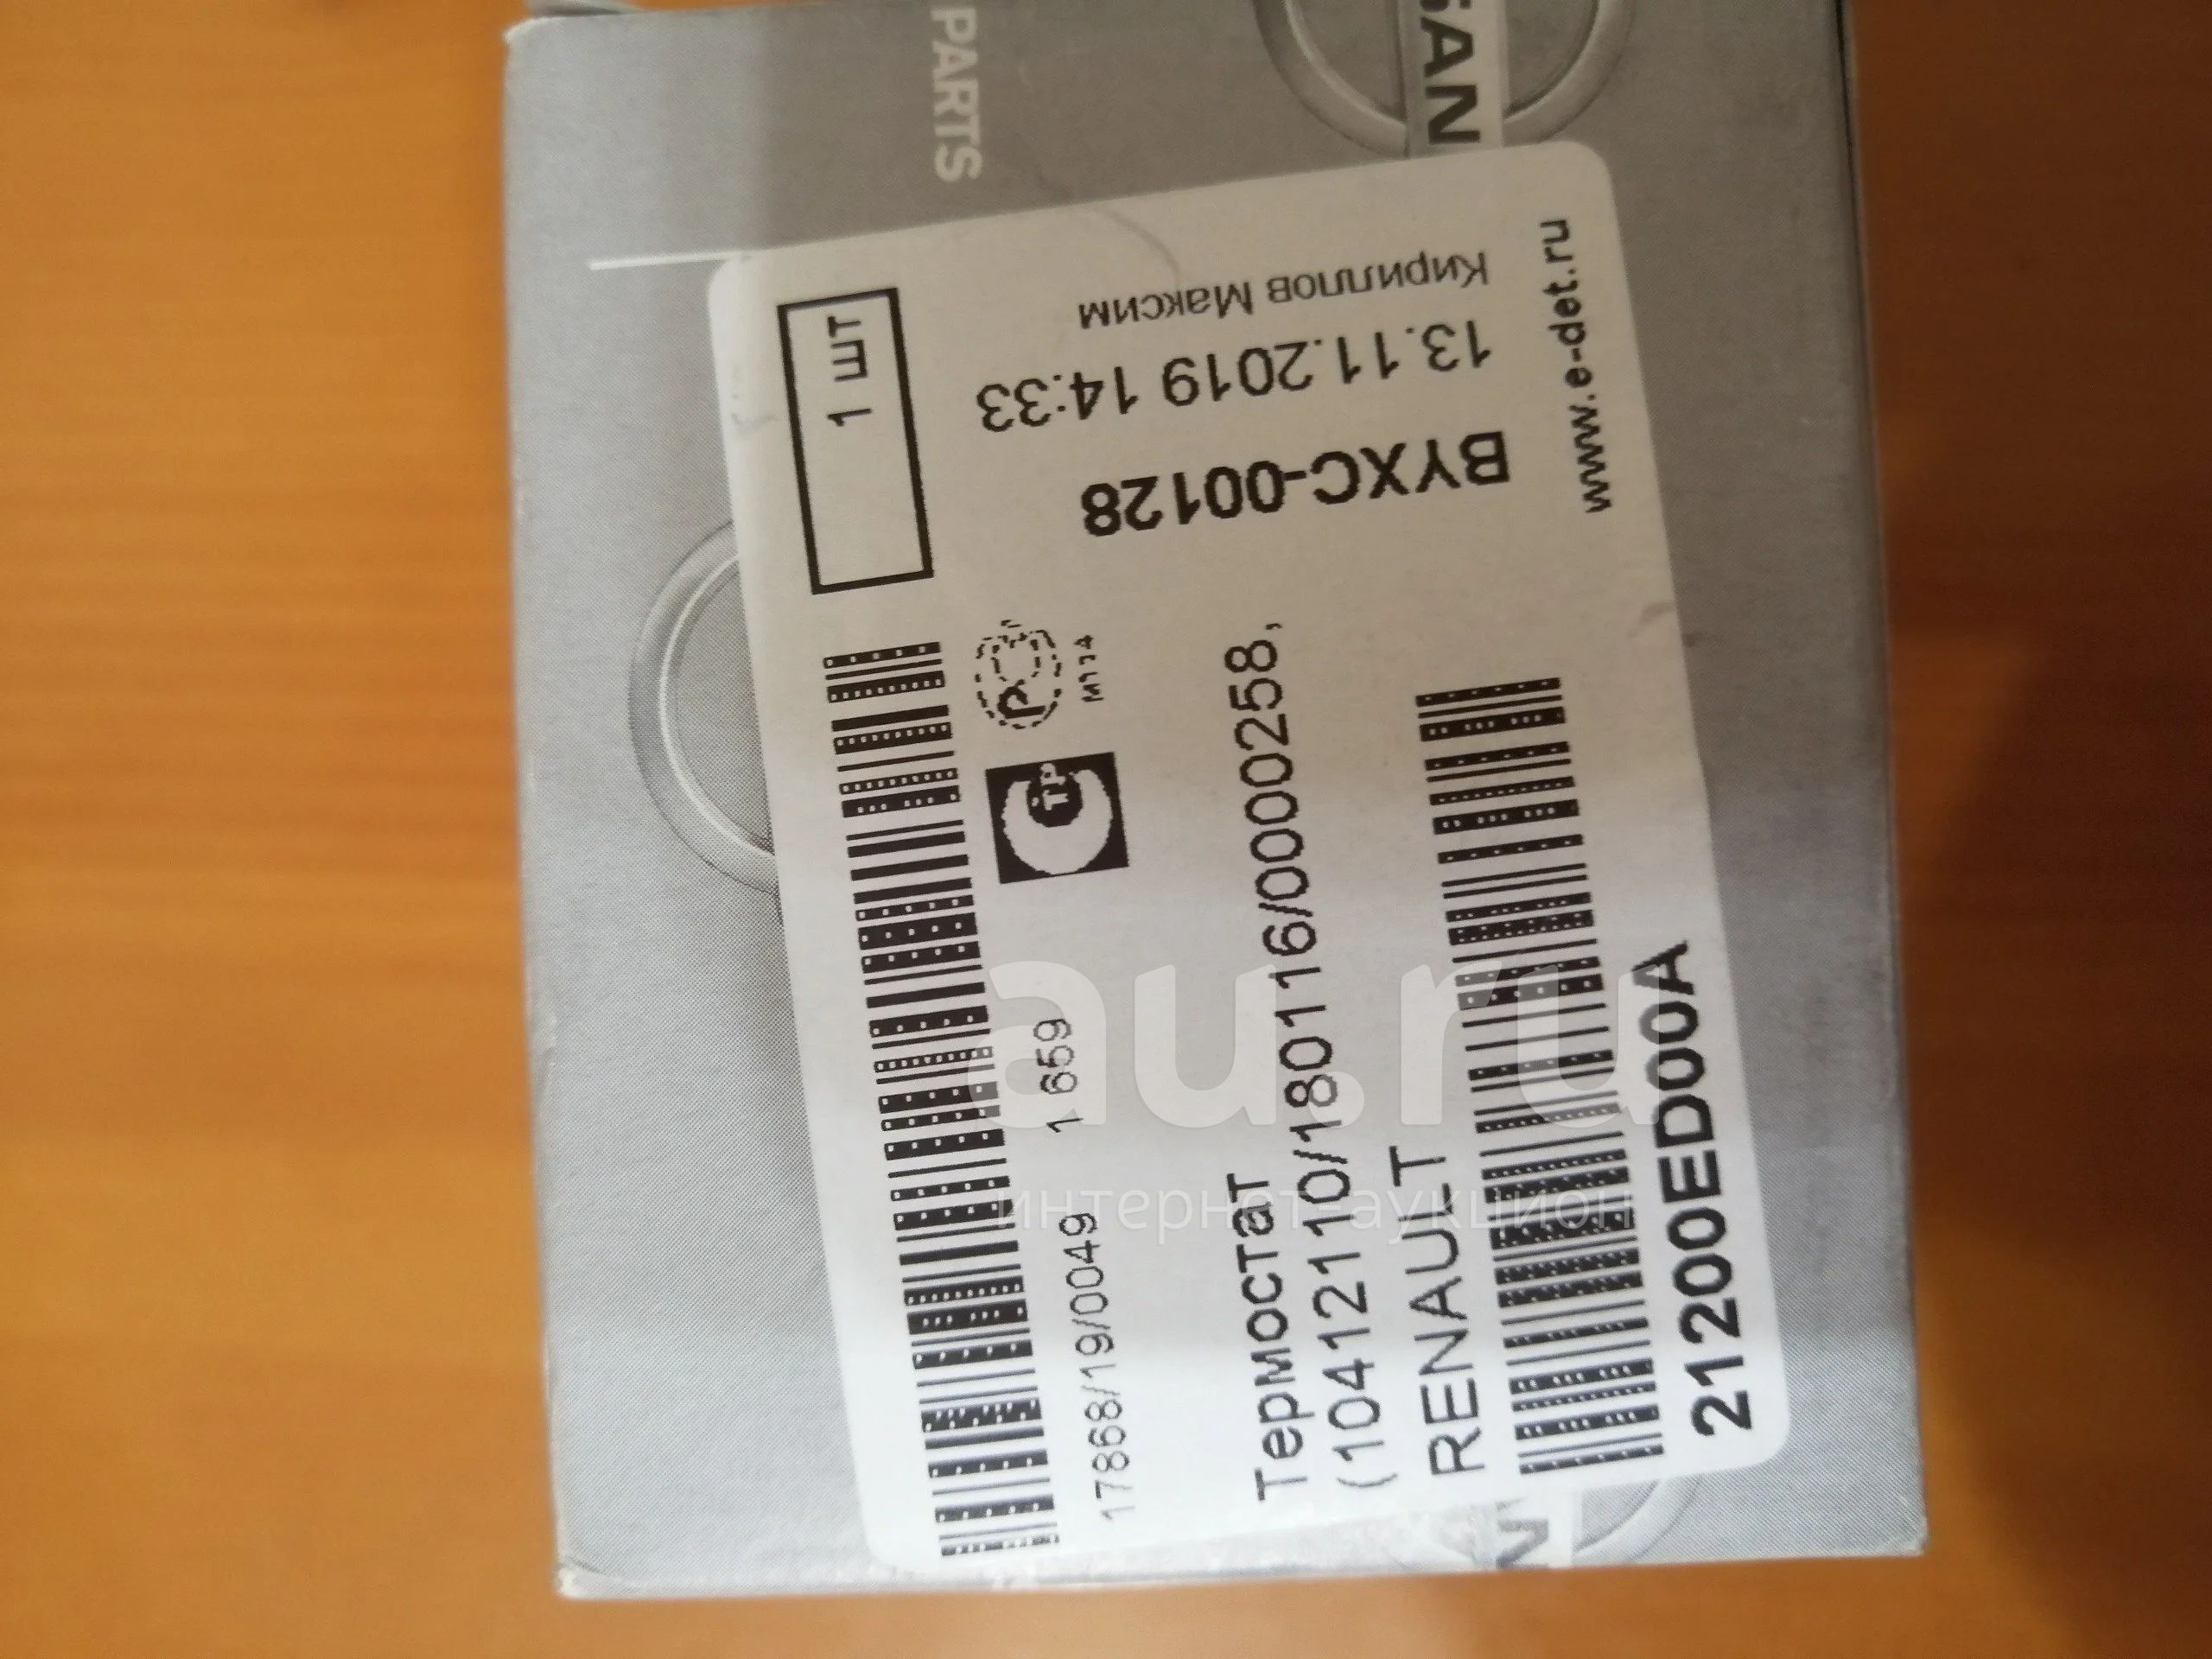 PARTS
SAN
1 шт
Кириллов Максим
13.11.2019 14:33
BYXC-00128
www.e-det.ru
17868/19/0049 1 659
Термостат
(10412110/180116/0000258,
RENAULT
21200ED00A
au.ru
интернет-аукцион